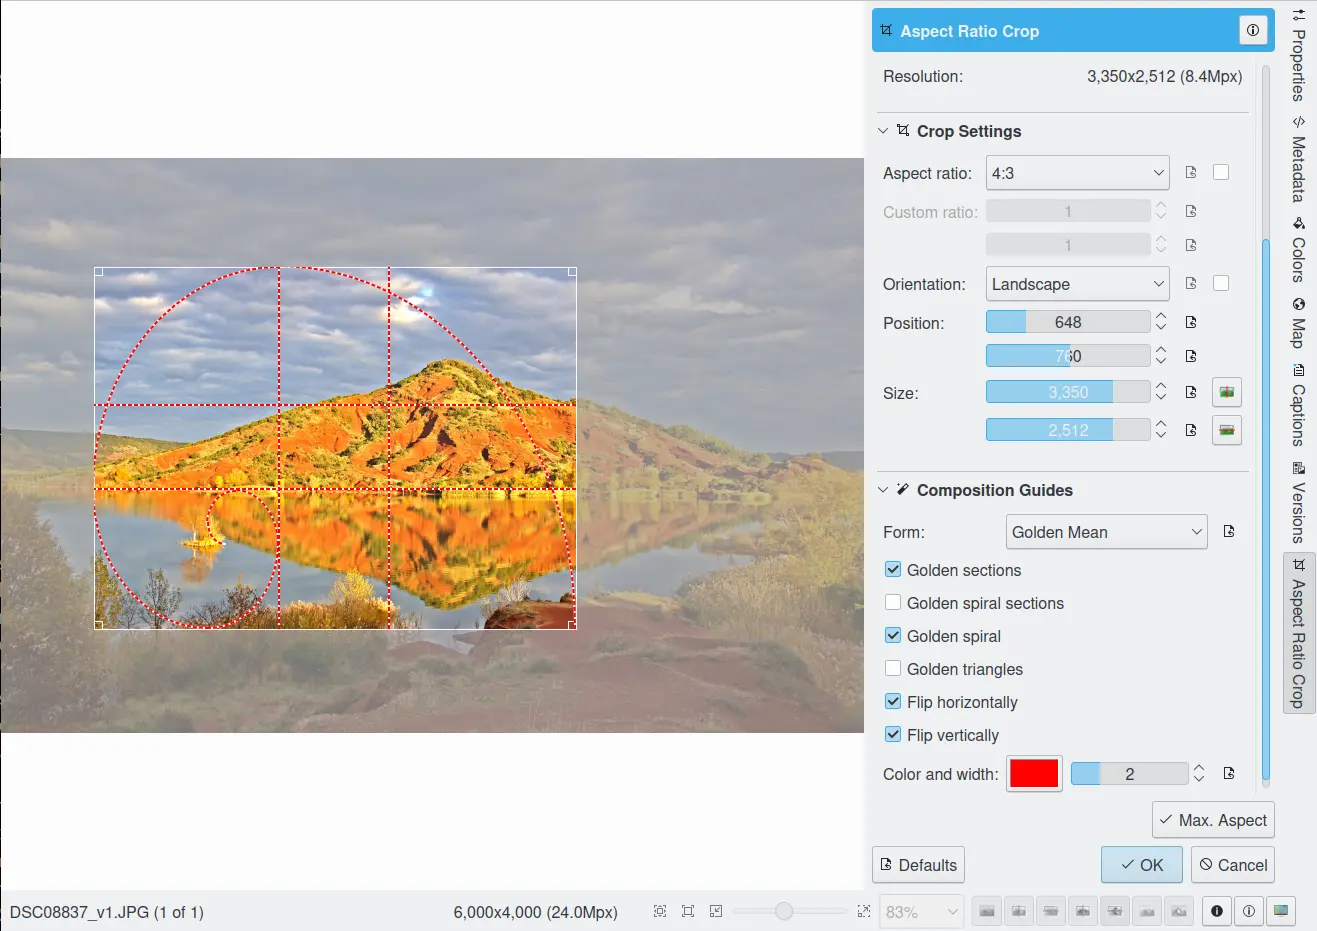 Aspect Ratio Crop
Resolution: 3,350x2,512 (8.4Mpx)
Crop Settings
Aspect ratio: 4:3
Custom ratio: 1
1
Orientation: Landscape
Position: 648
760
Size: 3,350
2,512
Composition Guides
Form: Golden Mean
Golden sections
Golden spiral sections
Golden spiral
Golden triangles
Flip horizontally
Flip vertically
Color and width: 2
Max. Aspect
Defaults OK Cancel
DSC08837_v1.JPG (1 of 1) 6,000x4,000 (24.0Mpx) 83%
Properties
Metadata
Colors
Map
Captions
Versions
Aspect Ratio Crop